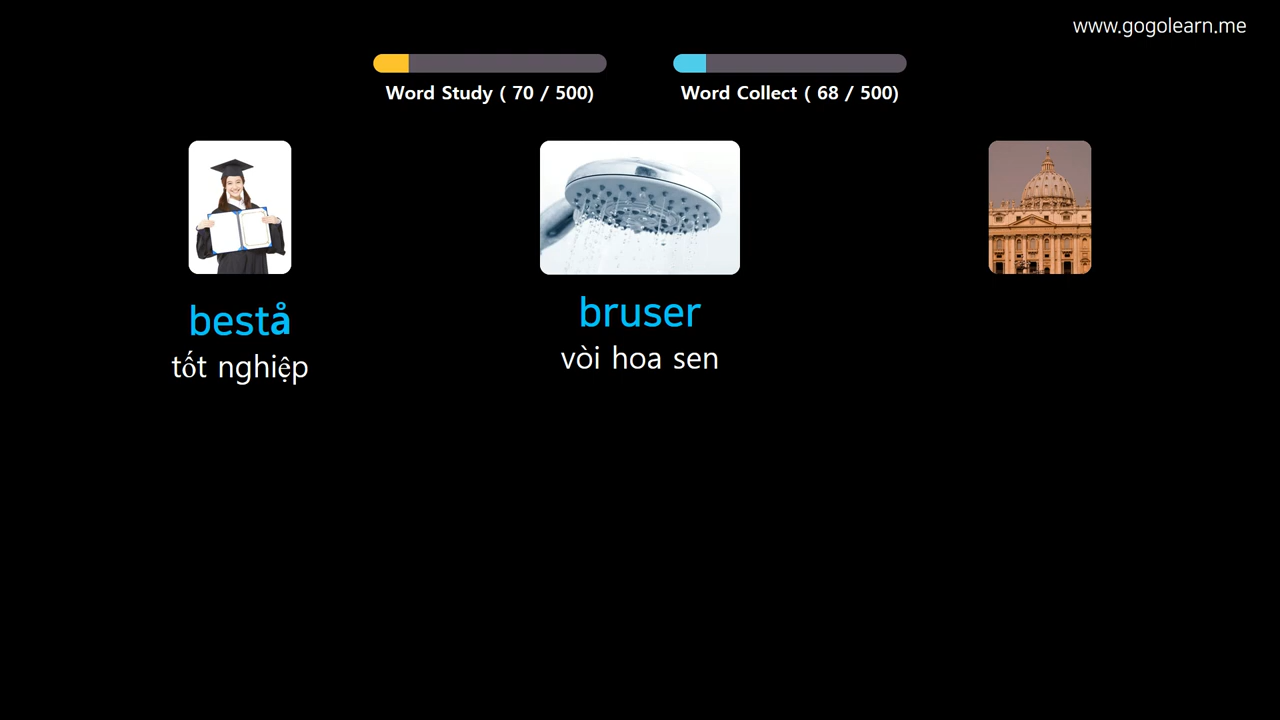 www.gogolearn.me
Word Study ( 70 / 500)
Word Collect ( 68 / 500)
bestå
tốt nghiệp
bruser
vòi hoa sen